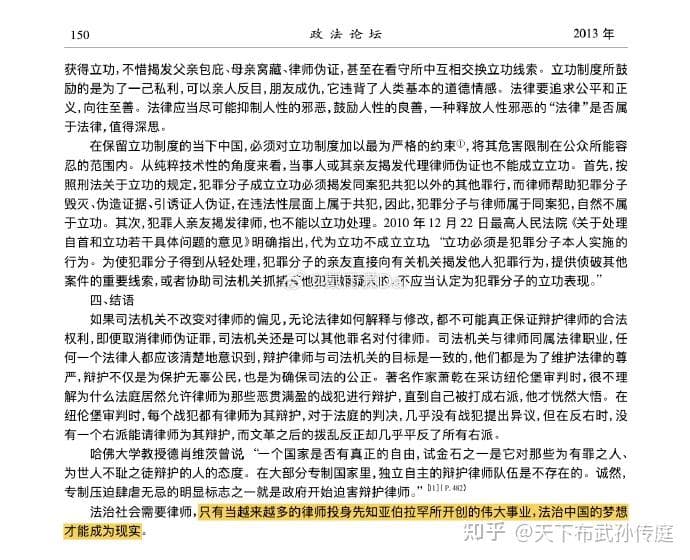 150 政法论坛 2013 年
获得立功，不惜揭发父亲包庇、母亲窝藏、律师伪证，甚至在看守所中互相交换立功线索。立功制度所鼓
励的是为了一己私利，可以亲人反目，朋友成仇，它违背了人类基本的道德情感。法律要追求公平和正
义，向往至善。法律应当尽可能抑制人性的邪恶，鼓励人性的良善，一种释放人性邪恶的“法律”是否属
于法律，值得深思。
在保留立功制度的当下中国，必须对立功制度加以最为严格的约束①，将其危害限制在公众所能容
忍的范围内。从纯粹技术性的角度来看，当事人或其亲友揭发代理律师伪证也不能成立立功。首先，按
照刑法关于立功的规定，犯罪分子成立立功必须揭发同案犯共犯以外的其他罪行，而律师帮助犯罪分子
毁灭、伪造证据、引诱证人伪证，在违法性层面上属于共犯，因此，犯罪分子与律师属于同案犯，自然不属
于立功。其次，犯罪人亲友揭发律师，也不能以立功处理。2010 年 12 月 22 日最高人民法院《关于处理
自首和立功若干具体问题的意见》明确指出，代为立功不成立立功，“立功必须是犯罪分子本人实施的
行为。为使犯罪分子得到从轻处理，犯罪分子的亲友直接向有关机关揭发他人犯罪行为，提供侦破其他
案件的重要线索，或者协助司法机关抓捕其他犯罪嫌疑人的，不应当认定为犯罪分子的立功表现。”
四、结语
如果司法机关不改变对律师的偏见，无论法律如何解释与修改，都不可能真正保证辩护律师的合法
权利，即便取消律师伪证罪，司法机关还是可以其他罪名对付律师。司法机关与律师同属法律职业，任
何一个法律人都应该清楚地意识到，辩护律师与司法机关的目标是一致的，他们都是为了维护法律的尊
严，辩护不仅是为保护无辜公民，也是为确保司法的公正。著名作家萧乾在采访纽伦堡审判时，很不理
解为什么法庭居然允许律师为那些恶贯满盈的战犯进行辩护，直到自己被打成右派，他才恍然大悟。在
纽伦堡审判时，每个战犯都有律师为其辩护，对于法庭的判决，几乎没有战犯提出异议，但在反右时，没
有一个右派能请律师为其辩护，而文革之后的拨乱反正却几乎平反了所有右派。
哈佛大学教授德肖维茨曾说，“一个国家是否有真正的自由，试金石之一是它对那些为有罪之人、
为世人不耻之徒辩护的人的态度。在大部分专制国家里，独立自主的辩护律师队伍是不存在的。诚然，
专制压迫肆虐无忌的明显标志之一就是政府开始迫害辩护律师。”[11]（P.482）
法治社会需要律师，只有当越来越多的律师投身先知亚伯拉罕所开创的伟大事业，法治中国的梦想
才能成为现实。
知乎 @天下布武孙传庭